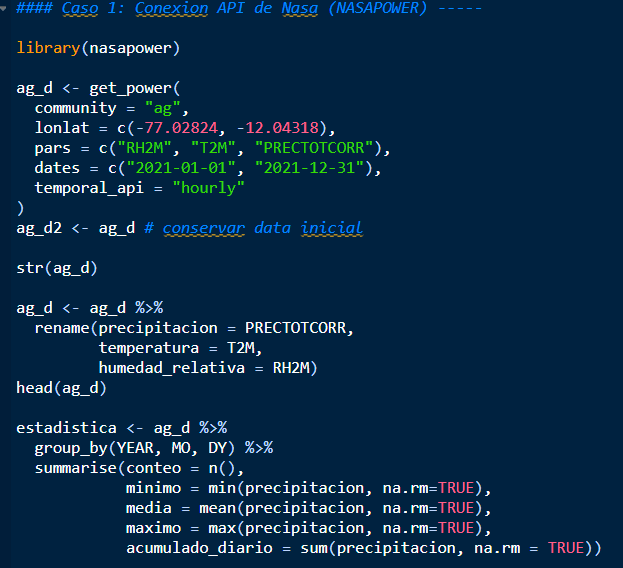 #### Caso 1: Conexion API de Nasa (NASAPOWER) -----
library(nasapower)
ag_d <- get_power(
  community = "ag",
  lonlat = c(-77.02824, -12.04318),
  pars = c("RH2M", "T2M", "PRECTOTCORR"),
  dates = c("2021-01-01", "2021-12-31"),
  temporal_api = "hourly"
)
ag_d2 <- ag_d # conservar data inicial
str(ag_d)
ag_d <- ag_d %>%
  rename(precipitacion = PRECTOTCORR,
         temperatura = T2M,
         humedad_relativa = RH2M)
head(ag_d)
estadistica <- ag_d %>%
  group_by(YEAR, MO, DY) %>%
  summarise(conteo = n(),
            minimo = min(precipitacion, na.rm=TRUE),
            media = mean(precipitacion, na.rm=TRUE),
            maximo = max(precipitacion, na.rm=TRUE),
            acumulado_diario = sum(precipitacion, na.rm = TRUE))